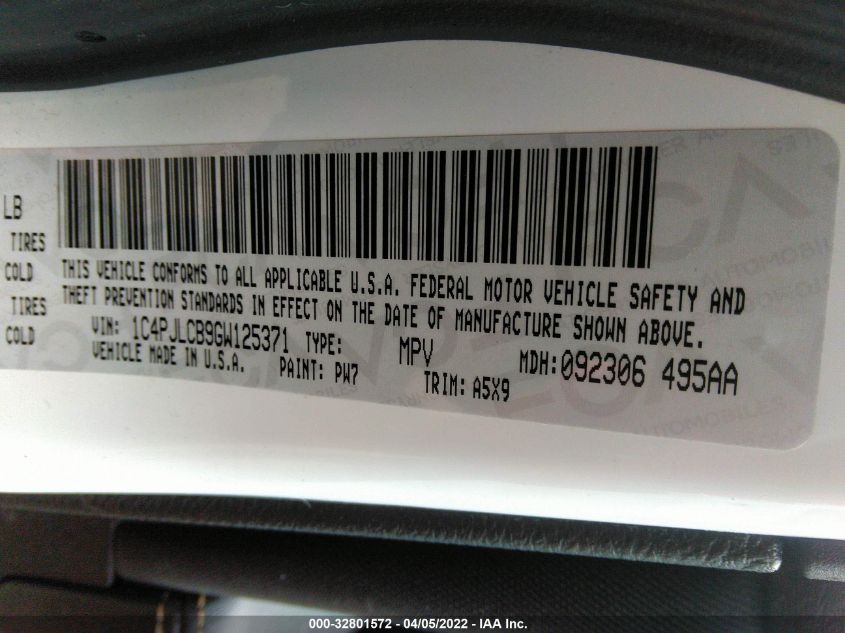 LB
TIRES
COLD
TIRES
COLD
THIS VEHICLE CONFORMS TO ALL APPLICABLE U.S.A. FEDERAL MOTOR VEHICLE SAFETY AND
THEFT PREVENTION STANDARDS IN EFFECT ON THE DATE OF MANUFACTURE SHOWN ABOVE.
VIN: 1C4PJLCB9GW125371 TYPE: MPV MDH:092306 495AA
VEHICLE MADE IN U.S.A. PAINT: PW7 TRIM: A5X9
000-32801572 - 04/05/2022 - IAA Inc.